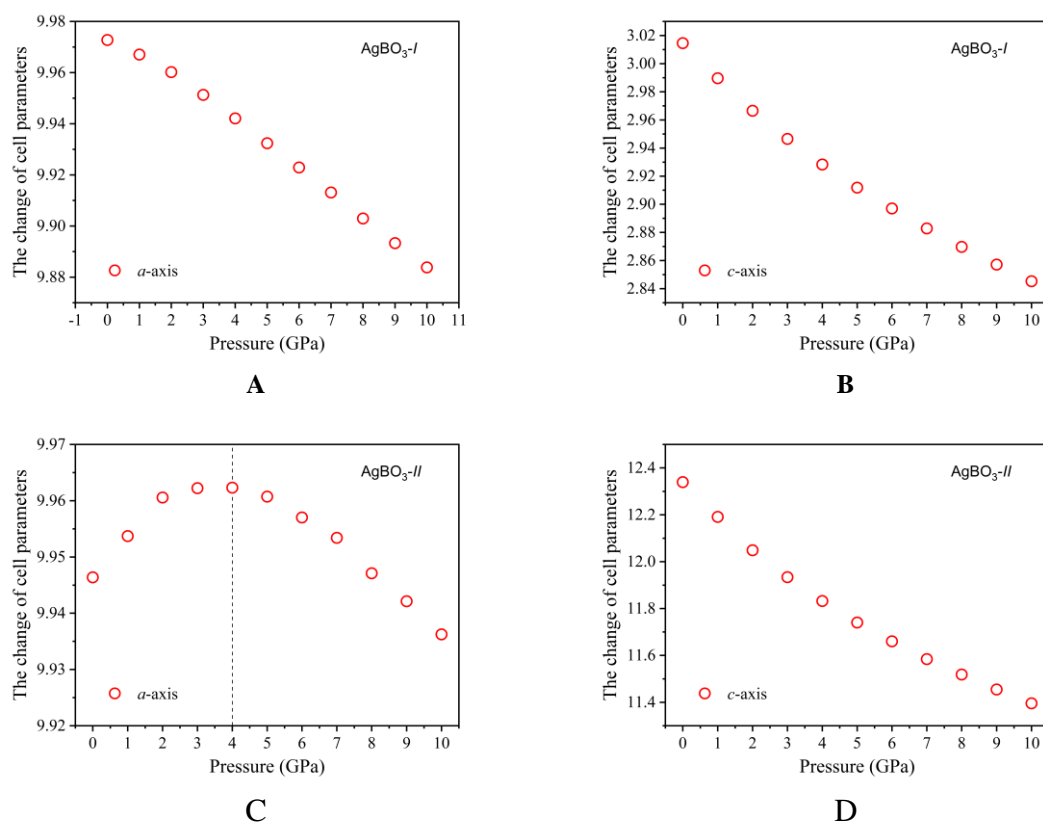 The change of cell parameters
9.98
9.96
9.94
9.92
9.90
9.88
AgBO3-I
a-axis
-1 0 1 2 3 4 5 6 7 8 9 10 11
Pressure (GPa)
A
The change of cell parameters
3.02
3.00
2.98
2.96
2.94
2.92
2.90
2.88
2.86
2.84
AgBO3-I
c-axis
0 1 2 3 4 5 6 7 8 9 10
Pressure (GPa)
B
The change of cell parameters
9.97
9.96
9.95
9.94
9.93
9.92
AgBO3-II
a-axis
0 1 2 3 4 5 6 7 8 9 10
Pressure (GPa)
C
The change of cell parameters
12.4
12.2
12.0
11.8
11.6
11.4
AgBO3-II
c-axis
0 1 2 3 4 5 6 7 8 9 10
Pressure (GPa)
D